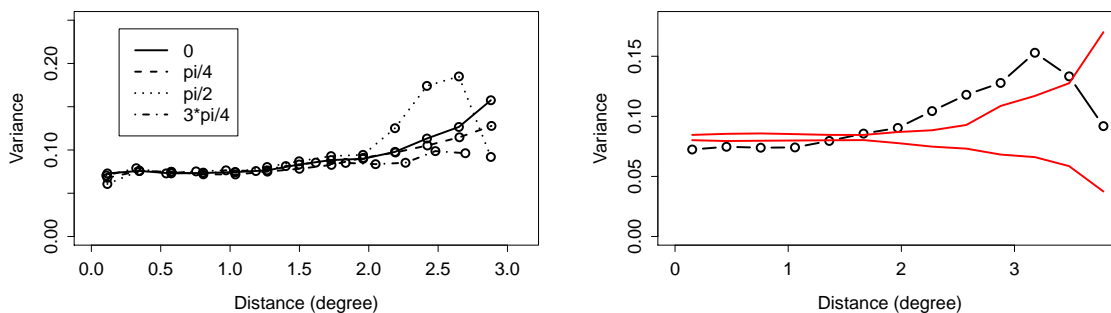 0
pi/4
pi/2
3*pi/4
Variance
0.00
0.10
0.20
0.0 0.5 1.0 1.5 2.0 2.5 3.0
Distance (degree)
Variance
0.00
0.05
0.10
0.15
0 1 2 3
Distance (degree)